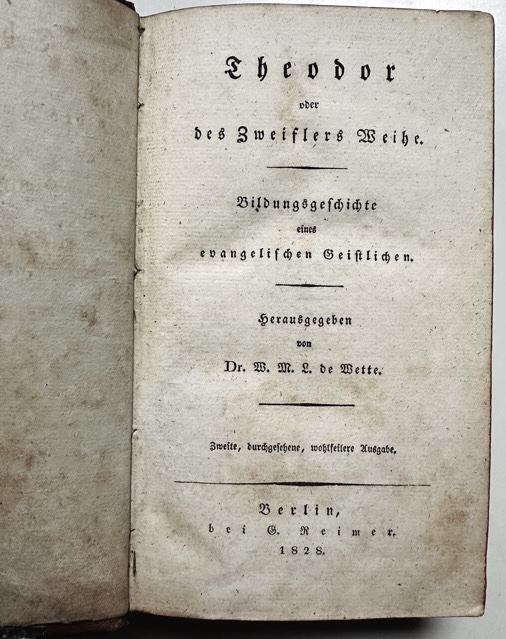 Theodor
oder
des Zweiflers Weihe.
Bildungsgeschichte
eines
evangelischen Geistlichen.
Herausgegeben
von
Dr. W. M. L. de Wette.
Zweite, durchgesehene, wohlfeilere Ausgabe.
Berlin,
bei G. Reimer.
1828.